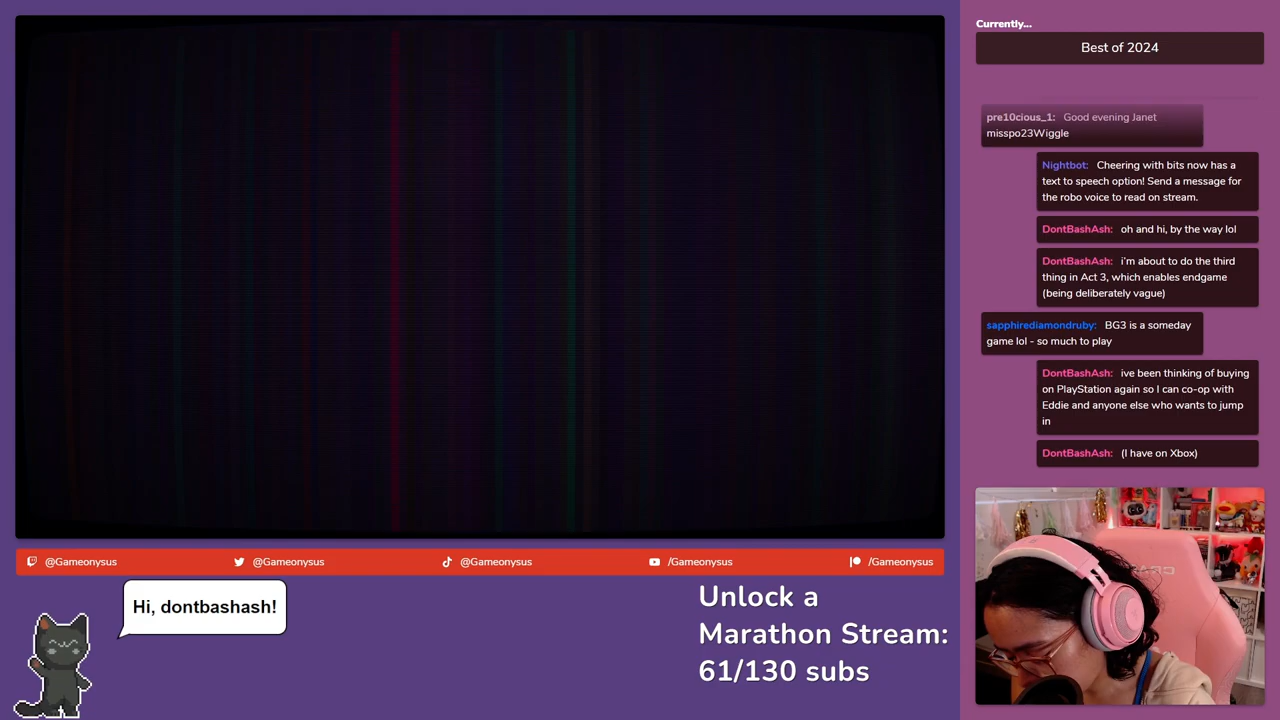 Currently...
Best of 2024
pre10cious_1: Good evening Janet
misspo23Wiggle
Nightbot: Cheering with bits now has a
text to speech option! Send a message for
the robo voice to read on stream.
DontBashAsh: oh and hi, by the way lol
DontBashAsh: i'm about to do the third
thing in Act 3, which enables endgame
(being deliberately vague)
sapphirediamondruby: BG3 is a someday
game lol - so much to play
DontBashAsh: ive been thinking of buying
on PlayStation again so I can co-op with
Eddie and anyone else who wants to jump
in
DontBashAsh: (I have on Xbox)
@Gameonysus @Gameonysus @Gameonysus /Gameonysus /Gameonysus
Hi, dontbashash!
Unlock a
Marathon Stream:
61/130 subs